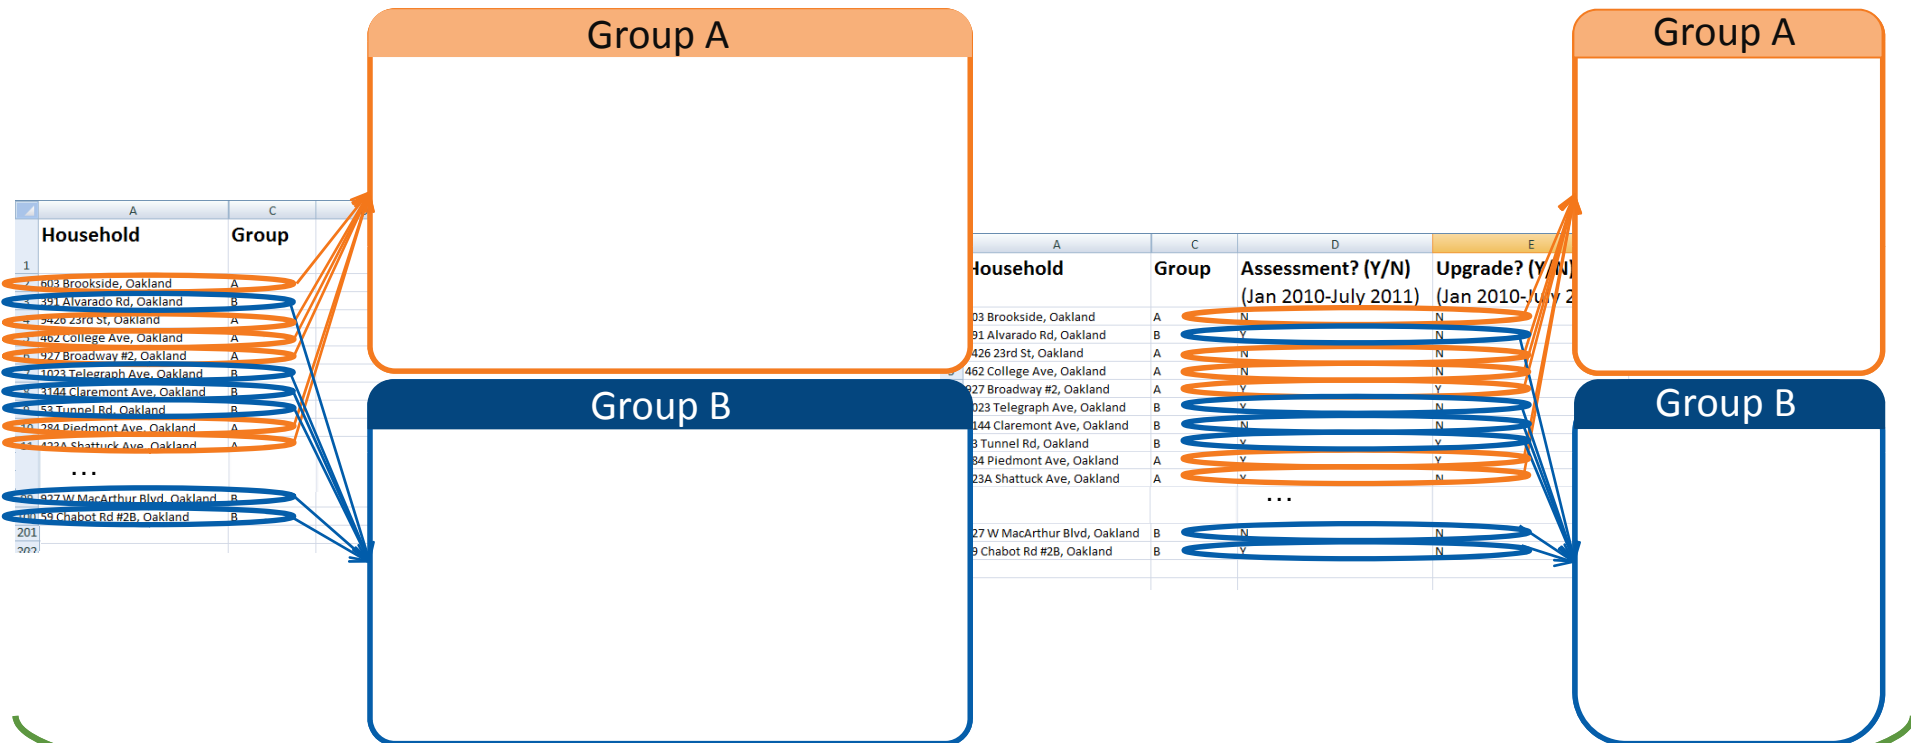 Group A
Group A
A C
Household Group
1
603 Brookside, Oakland A
391 Alvarado Rd, Oakland B
9426 23rd St, Oakland A
462 College Ave, Oakland A
927 Broadway #2, Oakland A
1023 Telegraph Ave, Oakland B
3144 Claremont Ave, Oakland B
53 Tunnel Rd, Oakland B
284 Piedmont Ave, Oakland A
423A Shattuck Ave, Oakland A
...
927 W MacArthur Blvd, Oakland B
59 Chabot Rd #2B, Oakland B
201
202
A C D E
Household Group Assessment? (Y/N) Upgrade? (Y/N)
(Jan 2010-July 2011) (Jan 2010-July 2
03 Brookside, Oakland A N N
91 Alvarado Rd, Oakland B Y N
426 23rd St, Oakland A N N
462 College Ave, Oakland A N N
927 Broadway #2, Oakland A Y Y
023 Telegraph Ave, Oakland B Y N
144 Claremont Ave, Oakland B N N
3 Tunnel Rd, Oakland B Y Y
84 Piedmont Ave, Oakland A Y Y
23A Shattuck Ave, Oakland A Y N
...
27 W MacArthur Blvd, Oakland B N N
9 Chabot Rd #2B, Oakland B Y N
Group B
Group B